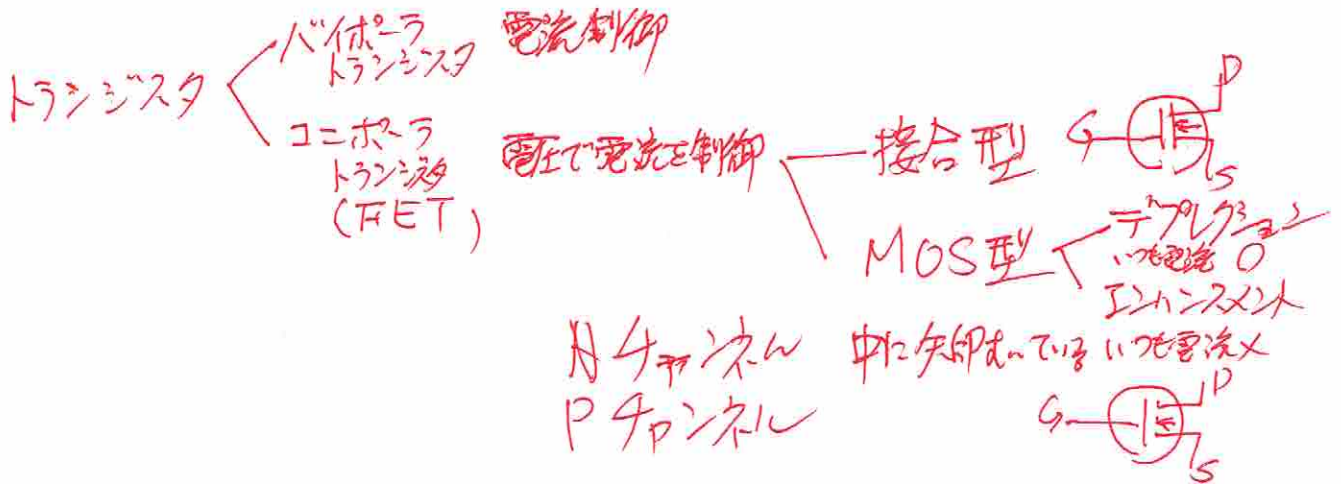 バイポーラ 電流制御
トランジスタ
トランジスタ
ユニポーラ 電圧で電流を制御 接合型
トランジスタ
(FET)
D
G
S
MOS型 デプレション
いつも電流 ○
エンハンスメント
Nチャンネル 中に矢印むいている いつも電流×
Pチャンネル
D
G
S